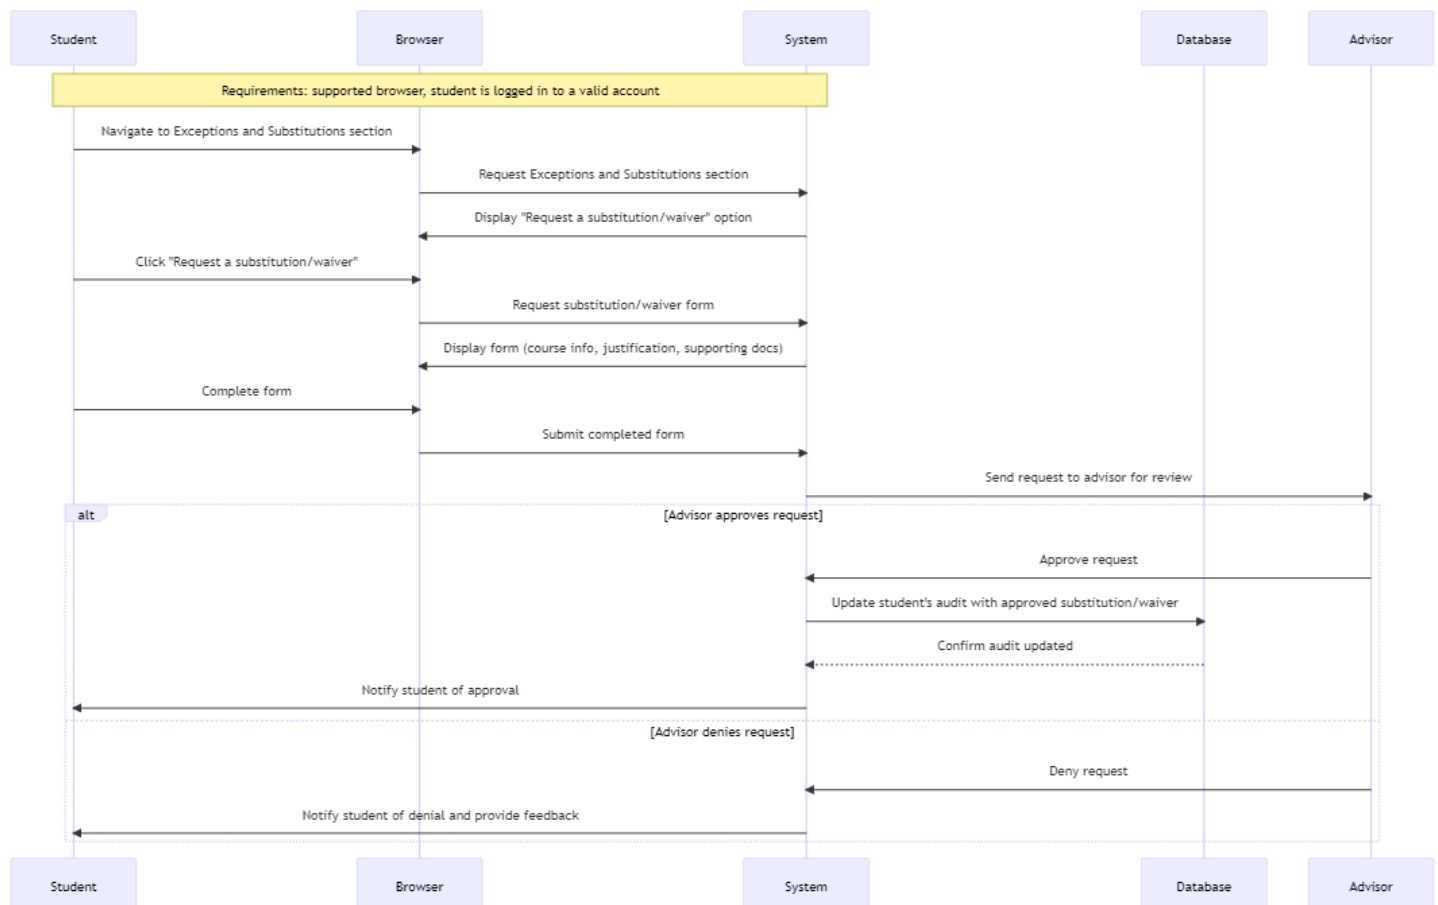 Student
Browser
System
Database
Advisor
Requirements: supported browser, student is logged in to a valid account
Navigate to Exceptions and Substitutions section
Request Exceptions and Substitutions section
Display "Request a substitution/waiver" option
Click "Request a substitution/waiver"
Request substitution/waiver form
Display form (course info, justification, supporting docs)
Complete form
Submit completed form
Send request to advisor for review
alt
[Advisor approves request]
Approve request
Update student's audit with approved substitution/waiver
Confirm audit updated
Notify student of approval
[Advisor denies request]
Deny request
Notify student of denial and provide feedback
Student
Browser
System
Database
Advisor